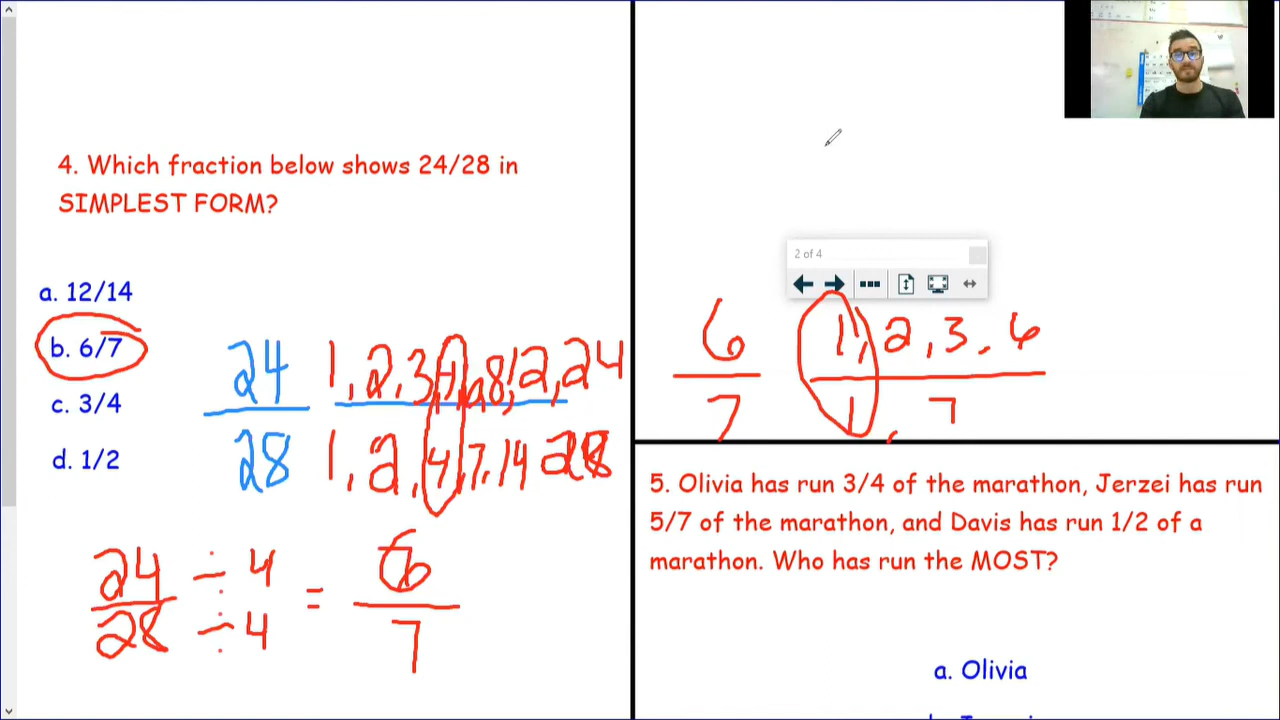 4. Which fraction below shows 24/28 in
SIMPLEST FORM?
a. 12/14
b. 6/7
c. 3/4
d. 1/2
24 1, 2, 3, 4, 6, 8, 12, 24
28 1, 2, 4, 7, 14 28
24 ÷ 4 = 6
28 ÷ 4 7
2 of 4
6 1, 2, 3, 6
7 1, 7
5. Olivia has run 3/4 of the marathon, Jerzei has run
5/7 of the marathon, and Davis has run 1/2 of a
marathon. Who has run the MOST?
a. Olivia